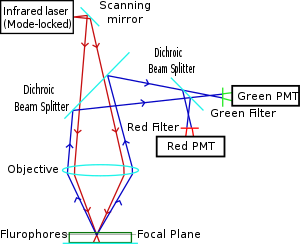 Infrared laser
(Mode-locked)
Scanning
mirror
Dichroic
Beam Splitter
Dichroic
Beam Splitter
Green PMT
Green Filter
Red Filter
Red PMT
Objective
Flurophores
Focal Plane